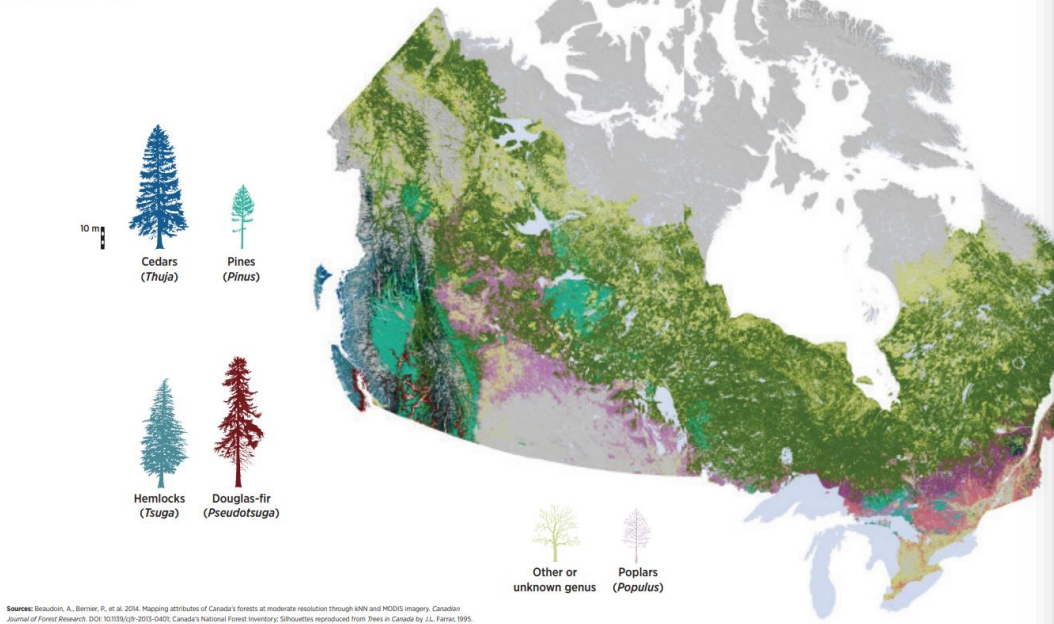 10 m
Cedars
(Thuja)
Pines
(Pinus)
Hemlocks
(Tsuga)
Douglas-fir
(Pseudotsuga)
Other or
unknown genus
Poplars
(Populus)
Sources: Beaudoin, A., Bernier, P., et al. 2014. Mapping attributes of Canada's forests at moderate resolution through kNN and MODIS imagery. Canadian
Journal of Forest Research. DOI: 10.1139/cjfr-2013-0401; Canada's National Forest Inventory; Silhouettes reproduced from Trees in Canada by J.L. Farrar, 1995.